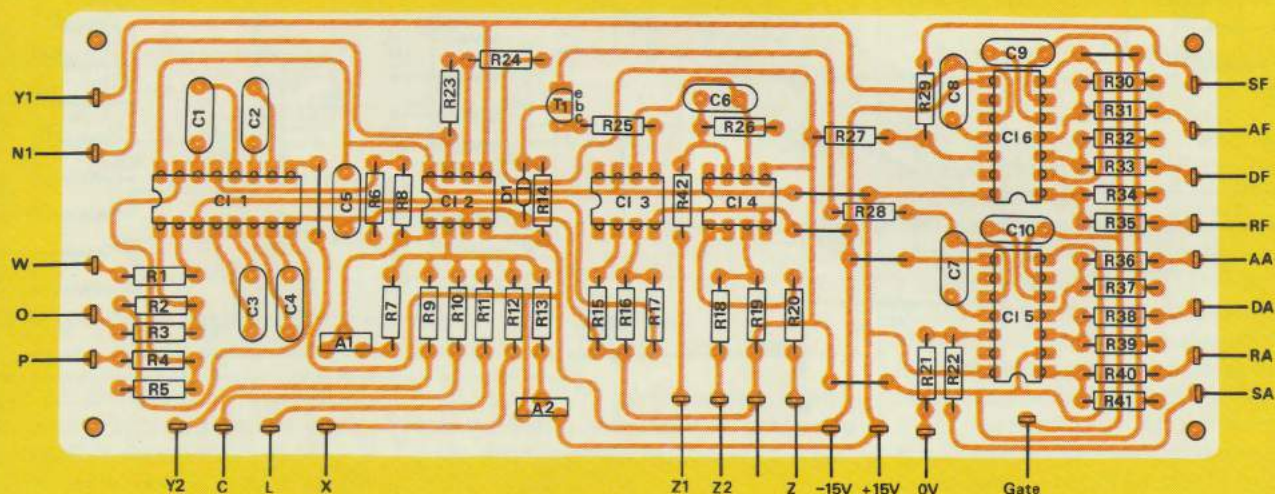 Y1
N1
W
O
P
C1
C2
C3
C4
C5
C6
C7
C8
C9
C10
R1
R2
R3
R4
R5
R6
R7
R8
R9
R10
R11
R12
R13
R14
R15
R16
R17
R18
R19
R20
R21
R22
R23
R24
R25
R26
R27
R28
R29
R30
R31
R32
R33
R34
R35
R36
R37
R38
R39
R40
R41
R42
CI 1
CI 2
CI 3
CI 4
CI 5
CI 6
T1
e
b
c
D1
A1
A2
SF
AF
DF
RF
AA
DA
RA
SA
Y2
C
L
X
Z1
Z2
Z
–15V
+15V
0V
Gate